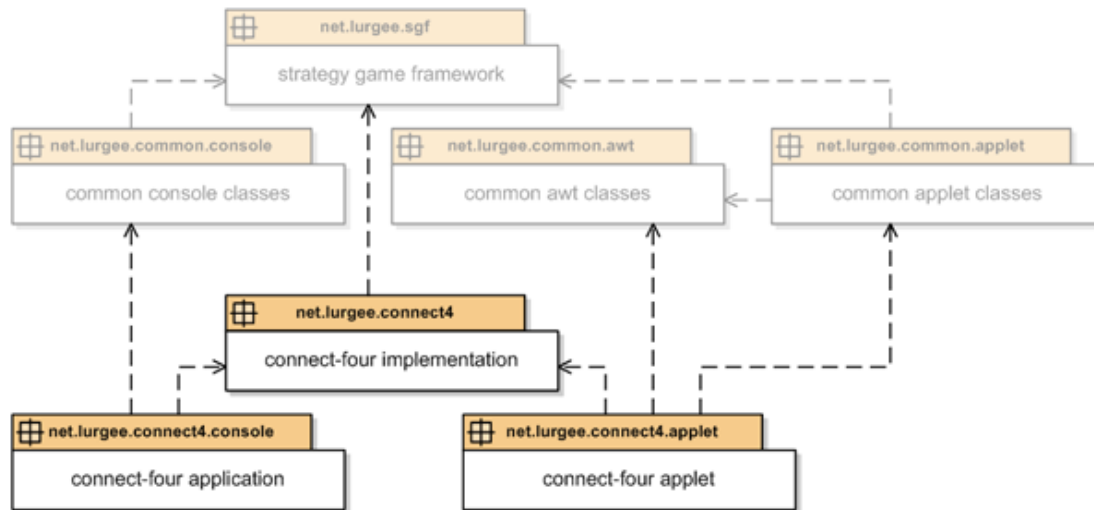 net.lurgee.sgf
strategy game framework
net.lurgee.common.console
common console classes
net.lurgee.common.awt
common awt classes
net.lurgee.common.applet
common applet classes
net.lurgee.connect4
connect-four implementation
net.lurgee.connect4.console
connect-four application
net.lurgee.connect4.applet
connect-four applet